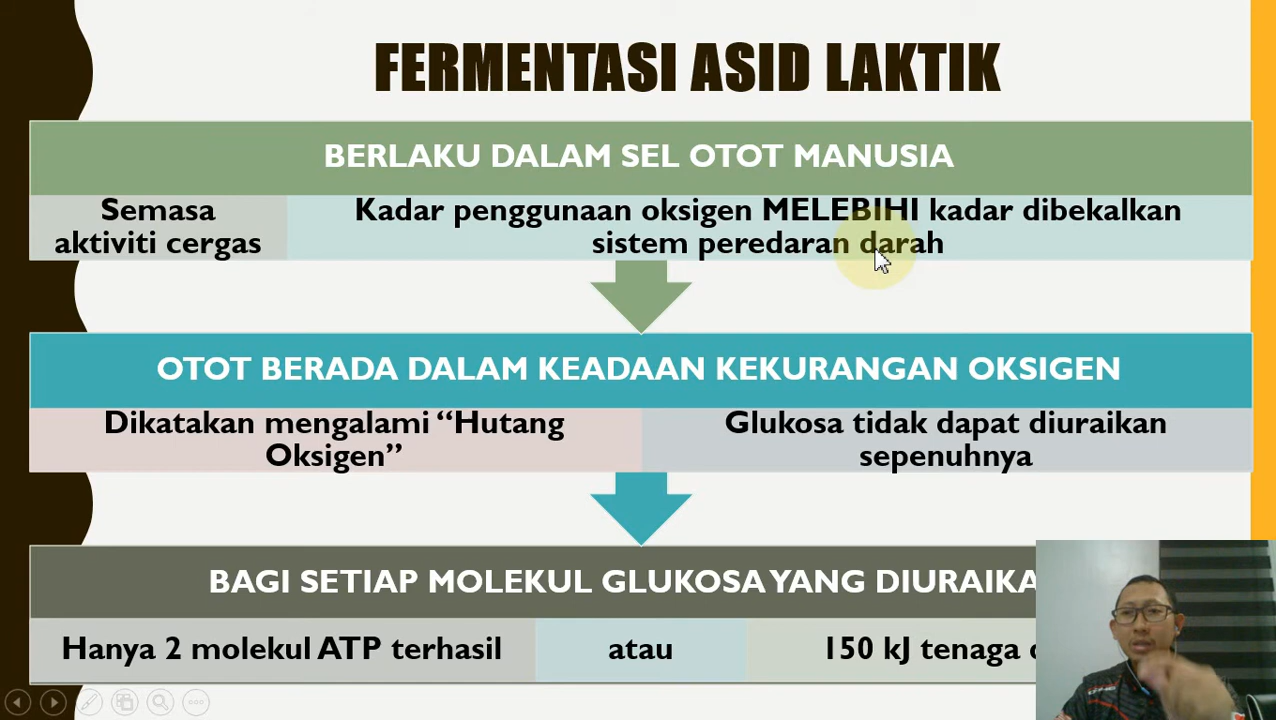 FERMENTASI ASID LAKTIK
BERLAKU DALAM SEL OTOT MANUSIA
Semasa
aktiviti cergas
Kadar penggunaan oksigen MELEBIHI kadar dibekalkan
sistem peredaran darah
OTOT BERADA DALAM KEADAAN KEKURANGAN OKSIGEN
Dikatakan mengalami “Hutang
Oksigen”
Glukosa tidak dapat diuraikan
sepenuhnya
BAGI SETIAP MOLEKUL GLUKOSA YANG
Hanya 2 molekul ATP terhasil
atau
150 kJ tenaga